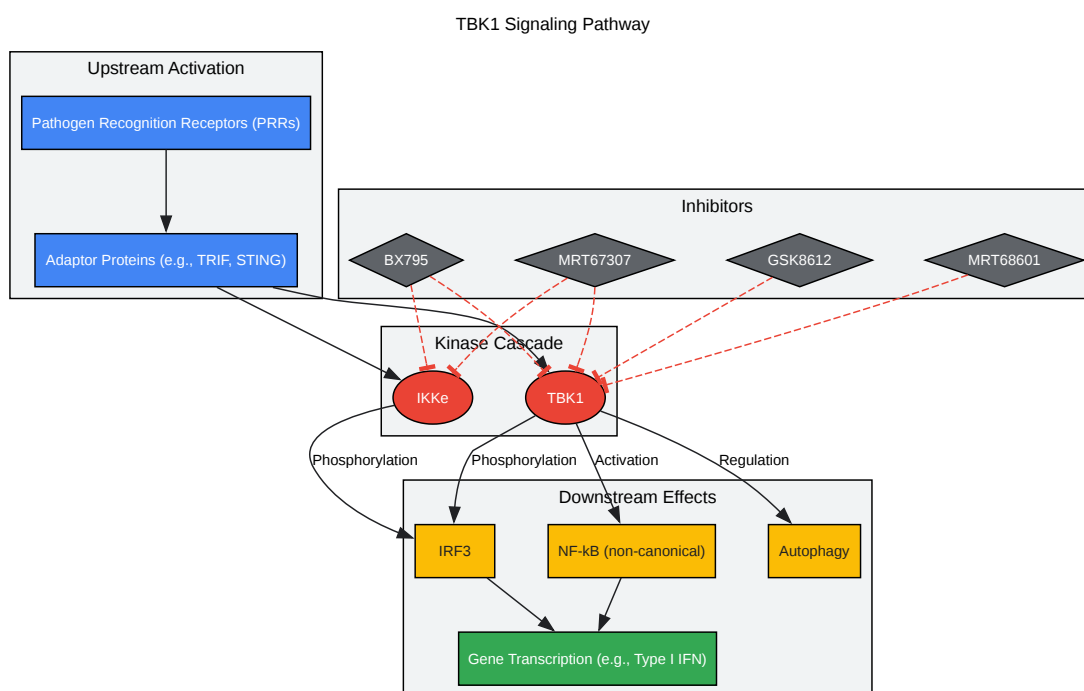 TBK1 Signaling Pathway
Upstream Activation
Pathogen Recognition Receptors (PRRs)
Adaptor Proteins (e.g., TRIF, STING)
Inhibitors
BX795
MRT67307
GSK8612
MRT68601
Kinase Cascade
IKKe
TBK1
Phosphorylation
Phosphorylation
Activation
Regulation
Downstream Effects
IRF3
NF-kB (non-canonical)
Autophagy
Gene Transcription (e.g., Type I IFN)